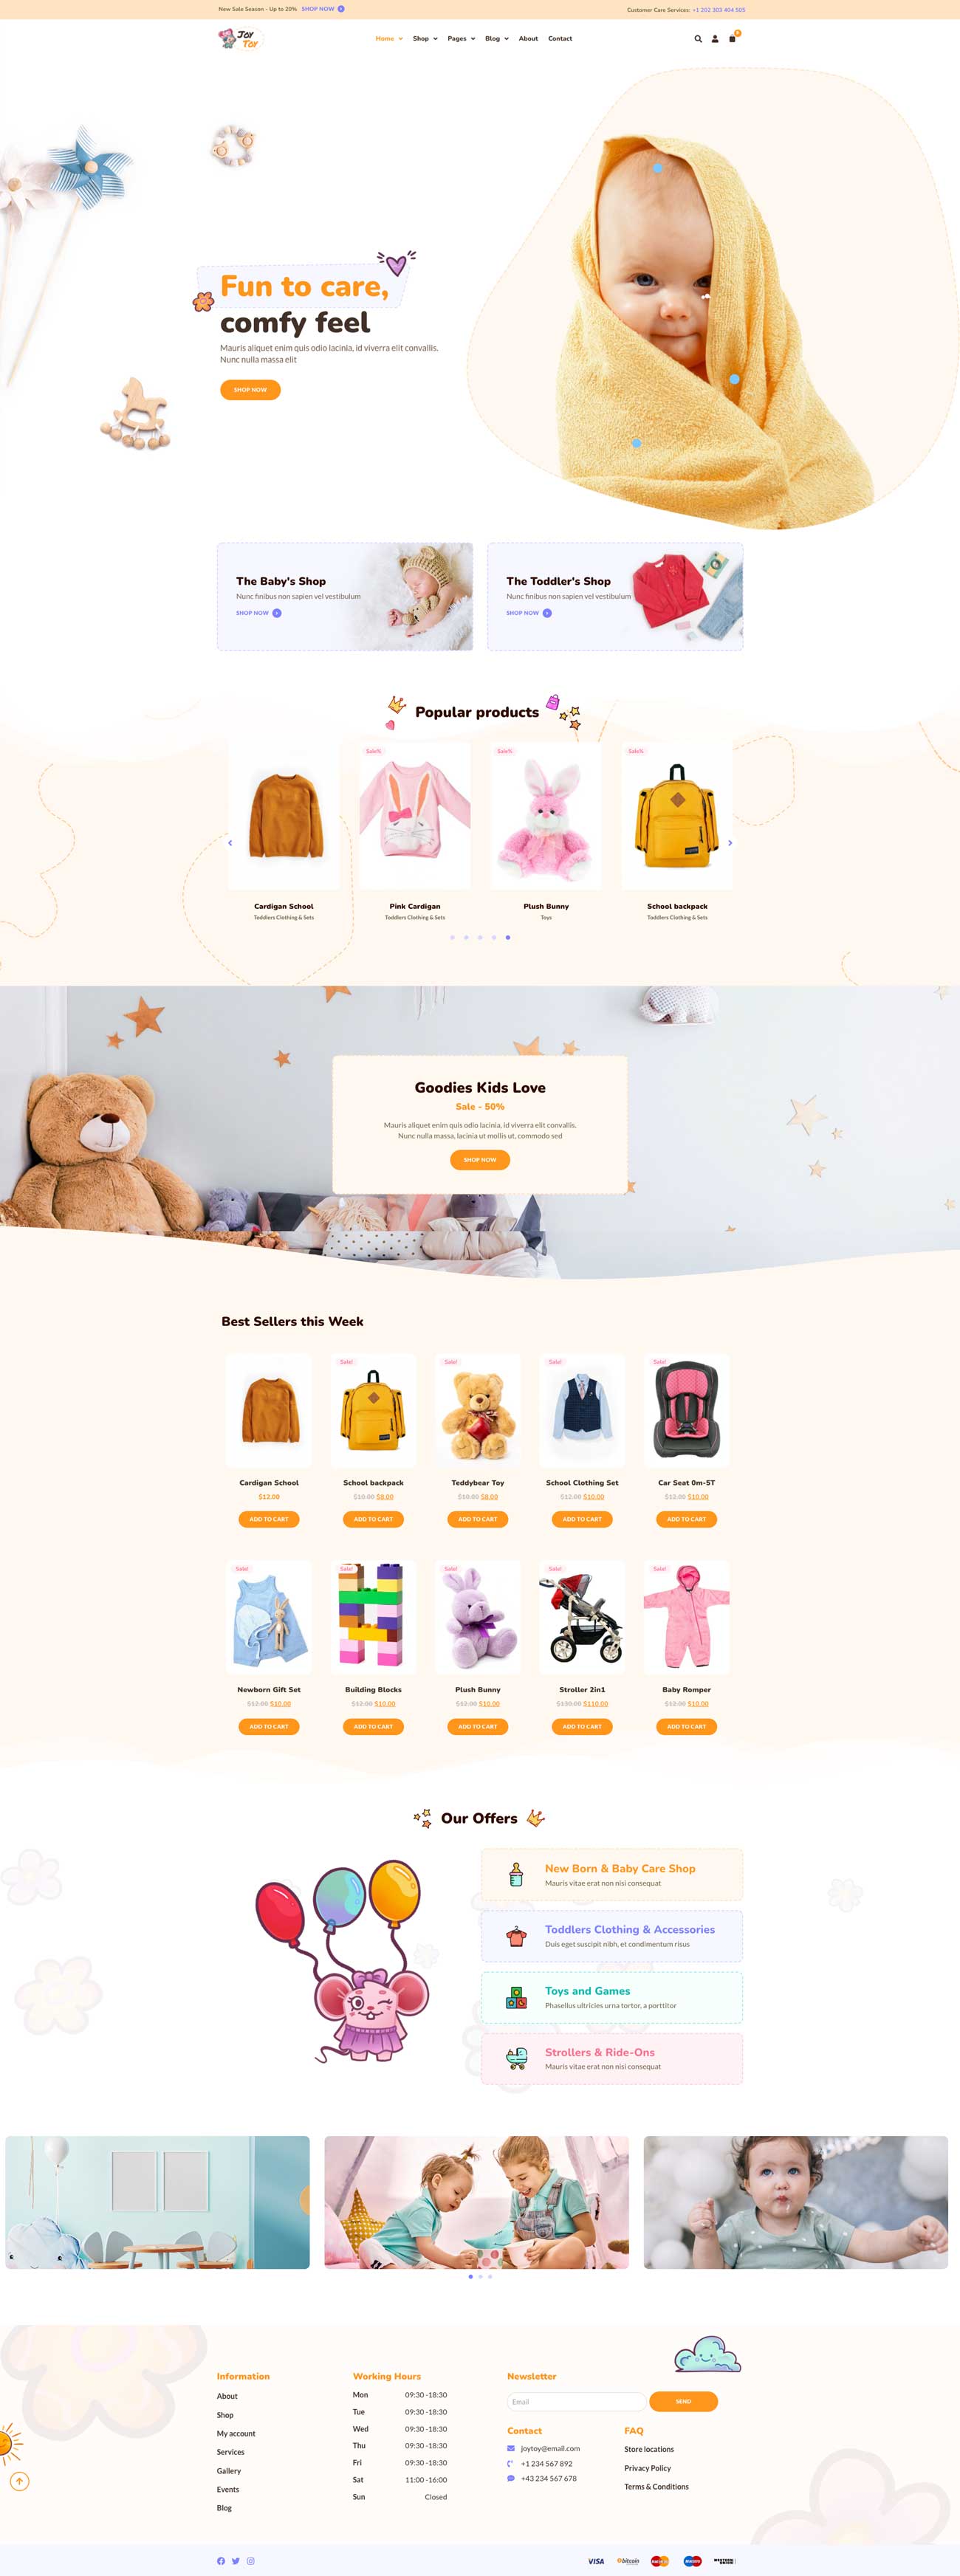 New Sale Season - Up to 20% SHOP NOW
Customer Care Services: +1 202 303 404 505
Joy
Toy
Home Shop Pages Blog About Contact
0
Fun to care,
comfy feel
Mauris aliquet enim quis odio lacinia, id viverra elit convallis.
Nunc nulla massa elit
SHOP NOW
The Baby's Shop
Nunc finibus non sapien vel vestibulum
SHOP NOW
The Toddler's Shop
Nunc finibus non sapien vel vestibulum
SHOP NOW
Popular products
Sale% Sale% Sale%
Cardigan School Pink Cardigan Plush Bunny School backpack
Toddlers Clothing & Sets Toddlers Clothing & Sets Toys Toddlers Clothing & Sets
Goodies Kids Love
Sale - 50%
Mauris aliquet enim quis odio lacinia, id viverra elit convallis.
Nunc nulla massa, lacinia ut mollis ut, commodo sed
SHOP NOW
Best Sellers this Week
Sale! Sale! Sale! Sale!
Cardigan School School backpack Teddybear Toy School Clothing Set Car Seat 0m-5T
$12.00 $10.00 $8.00 $10.00 $8.00 $12.00 $10.00 $12.00 $10.00
ADD TO CART ADD TO CART ADD TO CART ADD TO CART ADD TO CART
Sale! Sale! Sale! Sale! Sale!
Newborn Gift Set Building Blocks Plush Bunny Stroller 2in1 Baby Romper
$12.00 $10.00 $12.00 $10.00 $12.00 $10.00 $110.00 $12.00 $10.00
ADD TO CART ADD TO CART ADD TO CART ADD TO CART ADD TO CART
Our Offers
New Born & Baby Care Shop
Mauris vitae erat non nisi consequat
Toddlers Clothing & Accessories
Duis eget suscipit nibh, et condimentum risus
Toys and Games
Phasellus ultricies urna tortor, a porttitor
Strollers & Ride-Ons
Mauris vitae erat non nisi consequat
Information
About
Shop
My account
Services
Gallery
Events
Blog
Working Hours
Mon 09:30 -18:30
Tue 09:30 -18:30
Wed 09:30 -18:30
Thu 09:30 -18:30
Fri 09:30 -18:30
Sat 11:00 -16:00
Sun Closed
Newsletter
Email SEND
Contact
joytoy@email.com
+1 234 567 892
+43 234 567 678
FAQ
Store locations
Privacy Policy
Terms & Conditions
VISA bitcoin WESTERN UNION